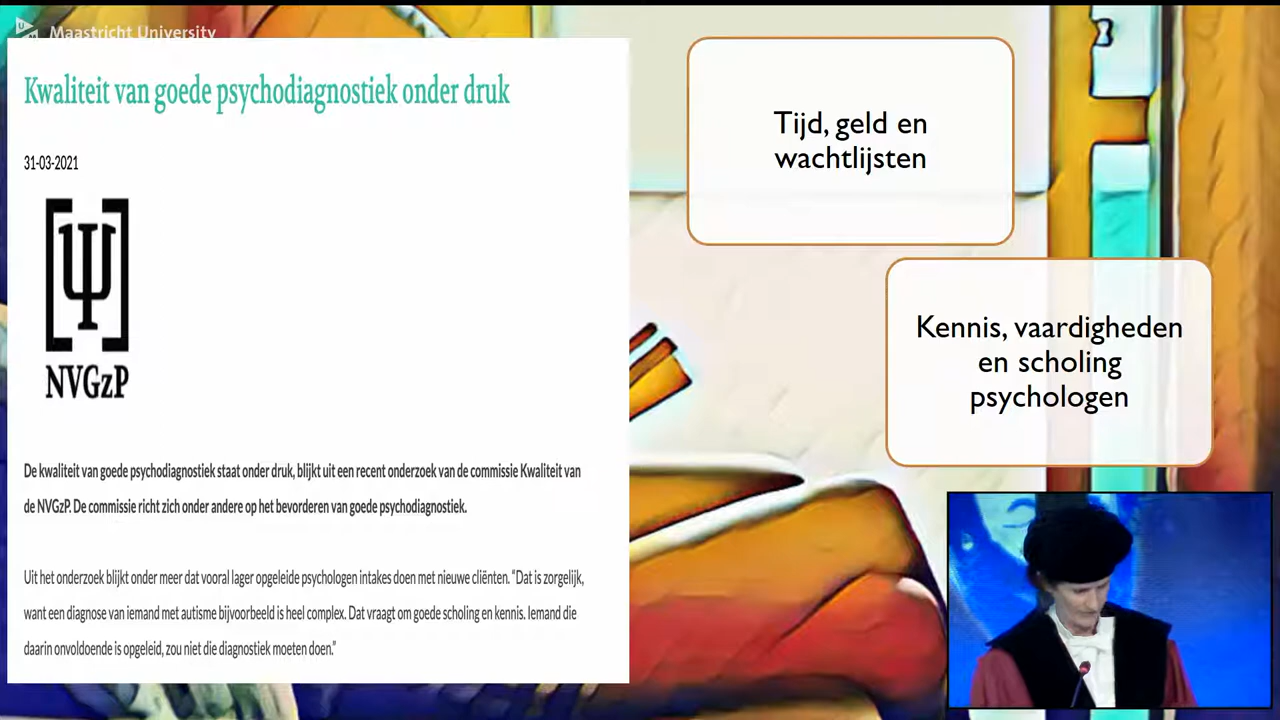 Maastricht University
Kwaliteit van goede psychodiagnostiek onder druk
31-03-2021
[Ψ]
NVGzP
De kwaliteit van goede psychodiagnostiek staat onder druk, blijkt uit een recent onderzoek van de commissie Kwaliteit van
de NVGzP. De commissie richt zich onder andere op het bevorderen van goede psychodiagnostiek.
Uit het onderzoek blijkt onder meer dat vooral lager opgeleide psychologen intakes doen met nieuwe cliënten. "Dat is zorgelijk,
want een diagnose van iemand met autisme bijvoorbeeld is heel complex. Dat vraagt om goede scholing en kennis. Iemand die
daarin onvoldoende is opgeleid, zou niet die diagnostiek moeten doen."
Tijd, geld en
wachtlijsten
Kennis, vaardigheden
en scholing
psychologen